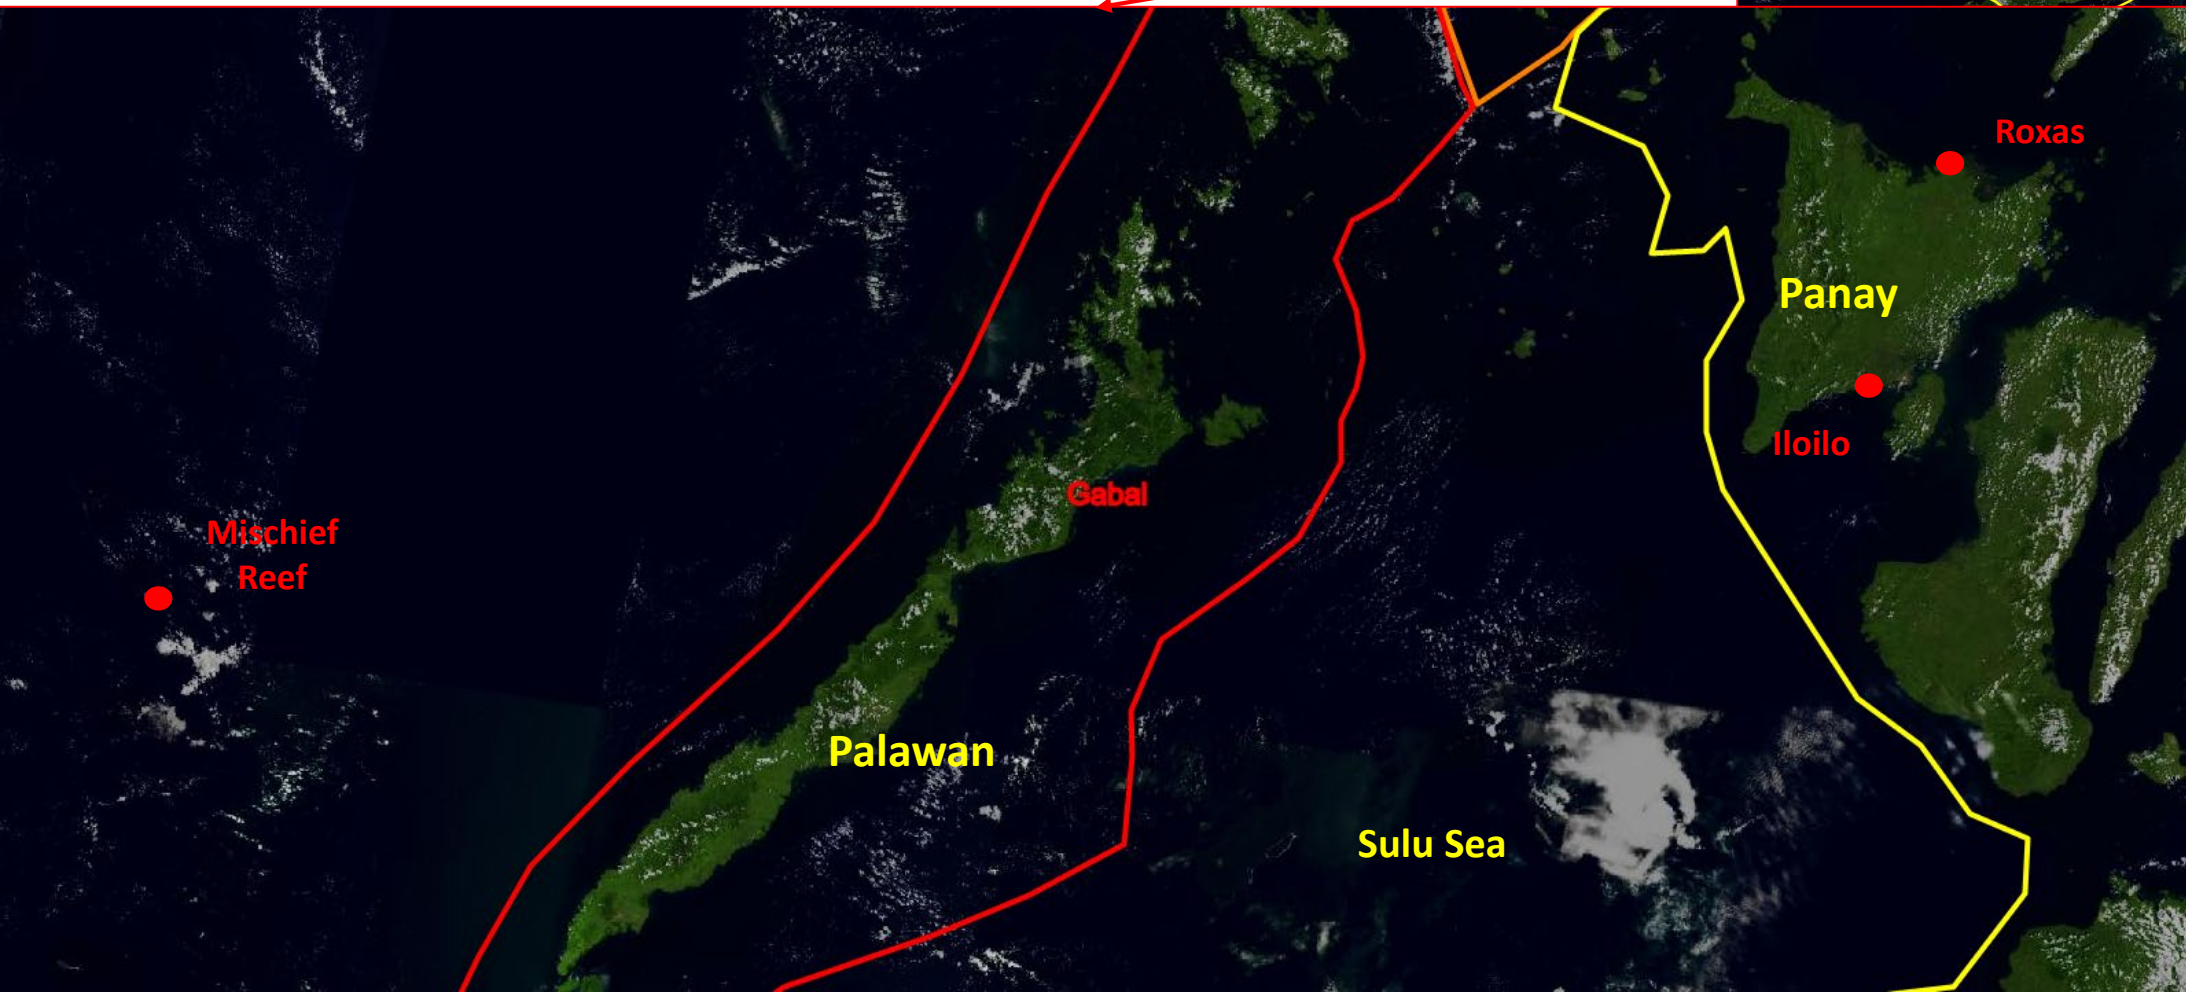 Roxas
Panay
Iloilo
Gabal
Mischief
Reef
Palawan
Sulu Sea